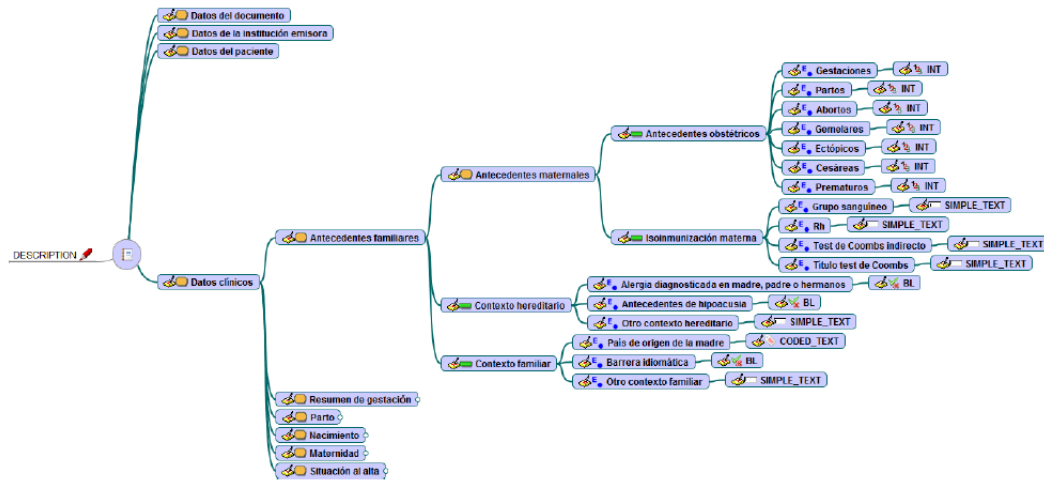 Datos del documento
Datos de la institución emisora
Datos del paciente
E Gestaciones INT
E Partos INT
E Abortos INT
Antecedentes obstétricos
E Gemelares INT
E Ectópicos INT
E Cesáreas INT
Antecedentes maternales
E Prematuros INT
E Grupo sanguíneo SIMPLE_TEXT
E Rh SIMPLE_TEXT
Antecedentes familiares
Isoinmunización materna
E Test de Coombs indirecto SIMPLE_TEXT
DESCRIPTION
E Título test de Coombs SIMPLE_TEXT
Datos clínicos
E Alergia diagnosticada en madre, padre o hermanos BL
Contexto hereditario
E Antecedentes de hipoacusia BL
E Otro contexto hereditario SIMPLE_TEXT
E País de origen de la madre CODED_TEXT
Contexto familiar
E Barrera idiomática BL
E Otro contexto familiar SIMPLE_TEXT
Resumen de gestación
Parto
Nacimiento
Maternidad
Situación al alta